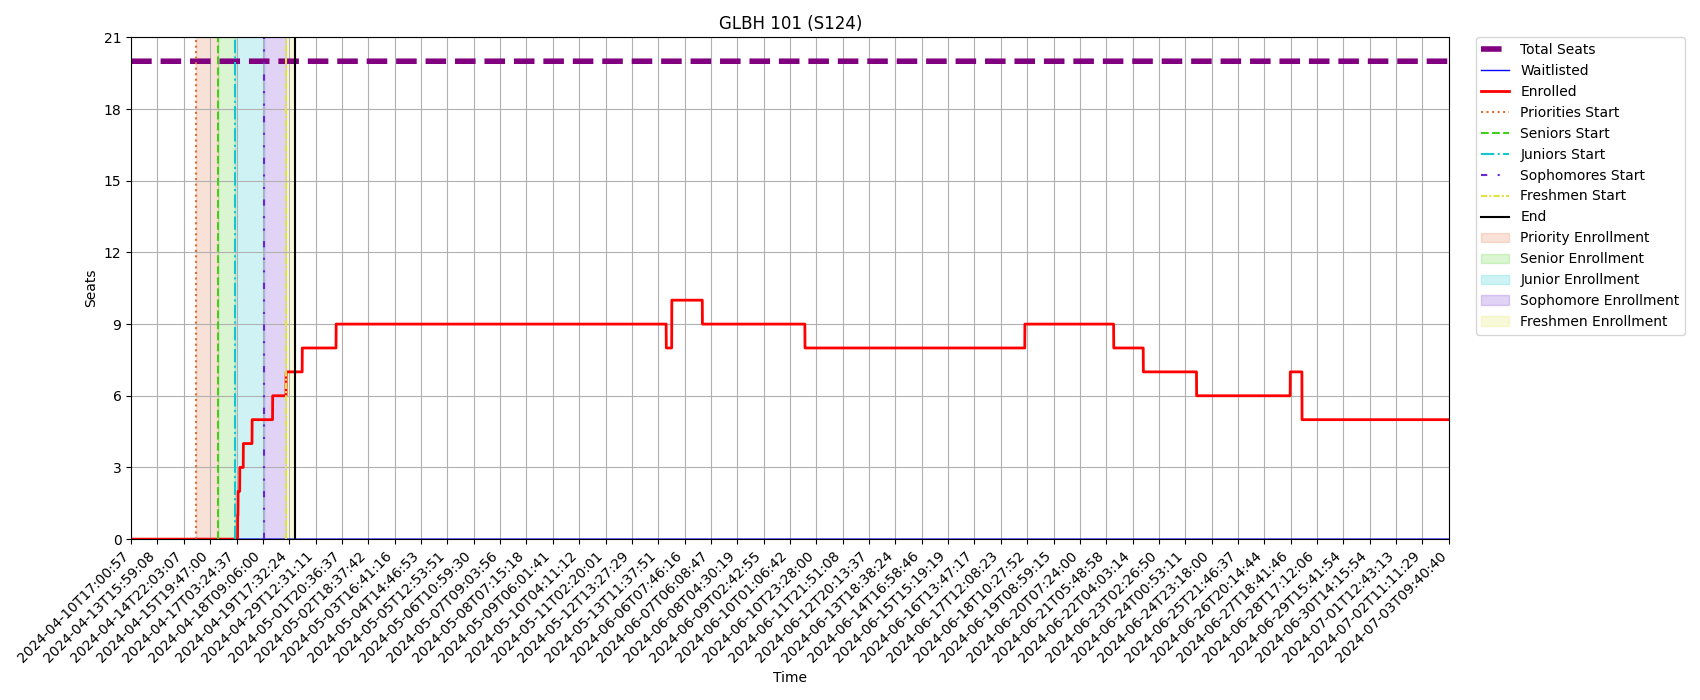 GLBH 101 (S124)
21
18
15
12
9
6
3
0
Seats
2024-04-10T17:00:57
2024-04-13T15:59:08
2024-04-14T22:03:07
2024-04-15T19:47:00
2024-04-17T03:24:37
2024-04-18T09:06:00
2024-04-19T17:32:24
2024-04-29T12:31:11
2024-05-01T20:36:37
2024-05-02T18:37:42
2024-05-03T16:41:16
2024-05-04T14:46:53
2024-05-05T12:53:51
2024-05-06T10:59:30
2024-05-07T09:03:56
2024-05-08T07:15:18
2024-05-09T06:01:41
2024-05-10T04:11:12
2024-05-11T02:20:01
2024-05-12T13:27:29
2024-05-13T11:37:51
2024-06-06T07:46:16
2024-06-07T06:08:47
2024-06-08T04:30:19
2024-06-09T02:42:55
2024-06-10T01:06:42
2024-06-10T23:28:00
2024-06-11T21:51:08
2024-06-12T20:13:37
2024-06-13T18:38:24
2024-06-14T16:58:46
2024-06-15T15:19:19
2024-06-16T13:47:17
2024-06-17T12:08:23
2024-06-18T10:27:52
2024-06-19T08:59:15
2024-06-20T07:24:00
2024-06-21T05:48:58
2024-06-22T04:03:14
2024-06-23T02:26:50
2024-06-24T00:53:11
2024-06-24T23:18:00
2024-06-25T21:46:37
2024-06-26T20:14:44
2024-06-27T18:41:46
2024-06-28T17:12:06
2024-06-29T15:41:54
2024-06-30T14:15:54
2024-07-01T12:43:13
2024-07-02T11:11:29
2024-07-03T09:40:40
Time
Total Seats
Waitlisted
Enrolled
Priorities Start
Seniors Start
Juniors Start
Sophomores Start
Freshmen Start
End
Priority Enrollment
Senior Enrollment
Junior Enrollment
Sophomore Enrollment
Freshmen Enrollment